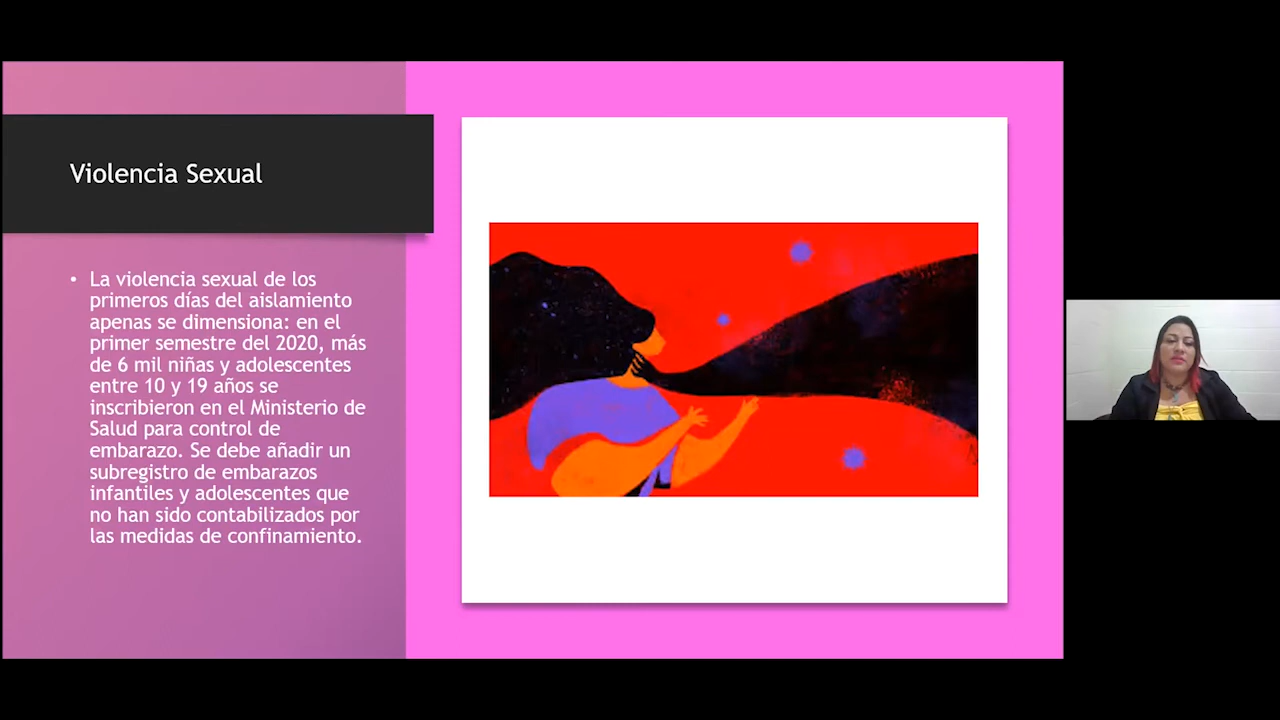 Violencia Sexual
• La violencia sexual de los
primeros días del aislamiento
apenas se dimensiona: en el
primer semestre del 2020, más
de 6 mil niñas y adolescentes
entre 10 y 19 años se
inscribieron en el Ministerio de
Salud para control de
embarazo. Se debe añadir un
subregistro de embarazos
infantiles y adolescentes que
no han sido contabilizados por
las medidas de confinamiento.